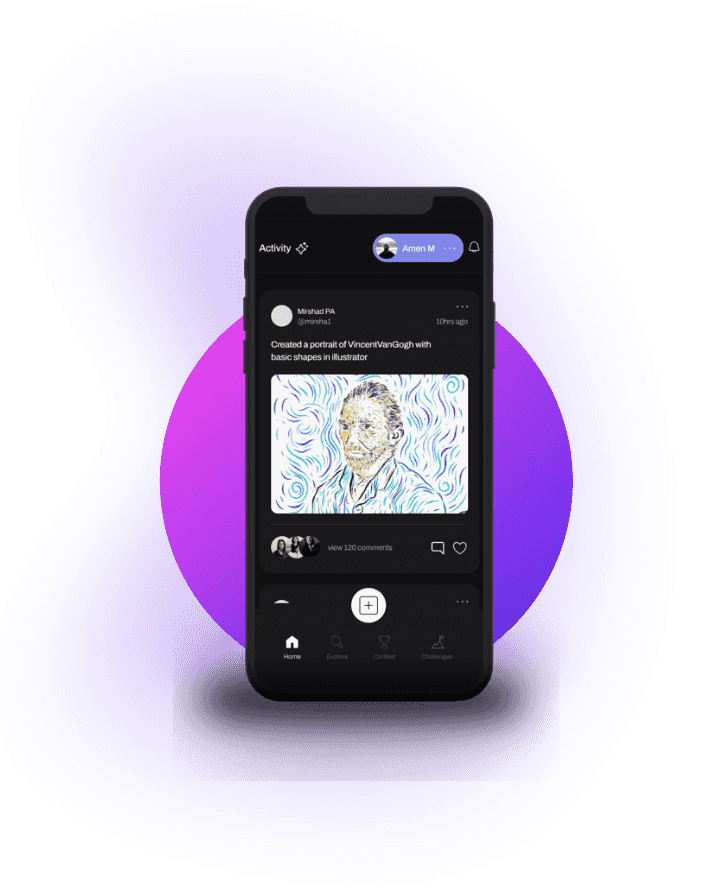 Activity
Amen M
Mirshad PA
@mirsha1
10hrs ago
Created a portrait of VincentVanGogh with
basic shapes in illustrator
view 120 comments
Home
Explore
Contest
Challenges